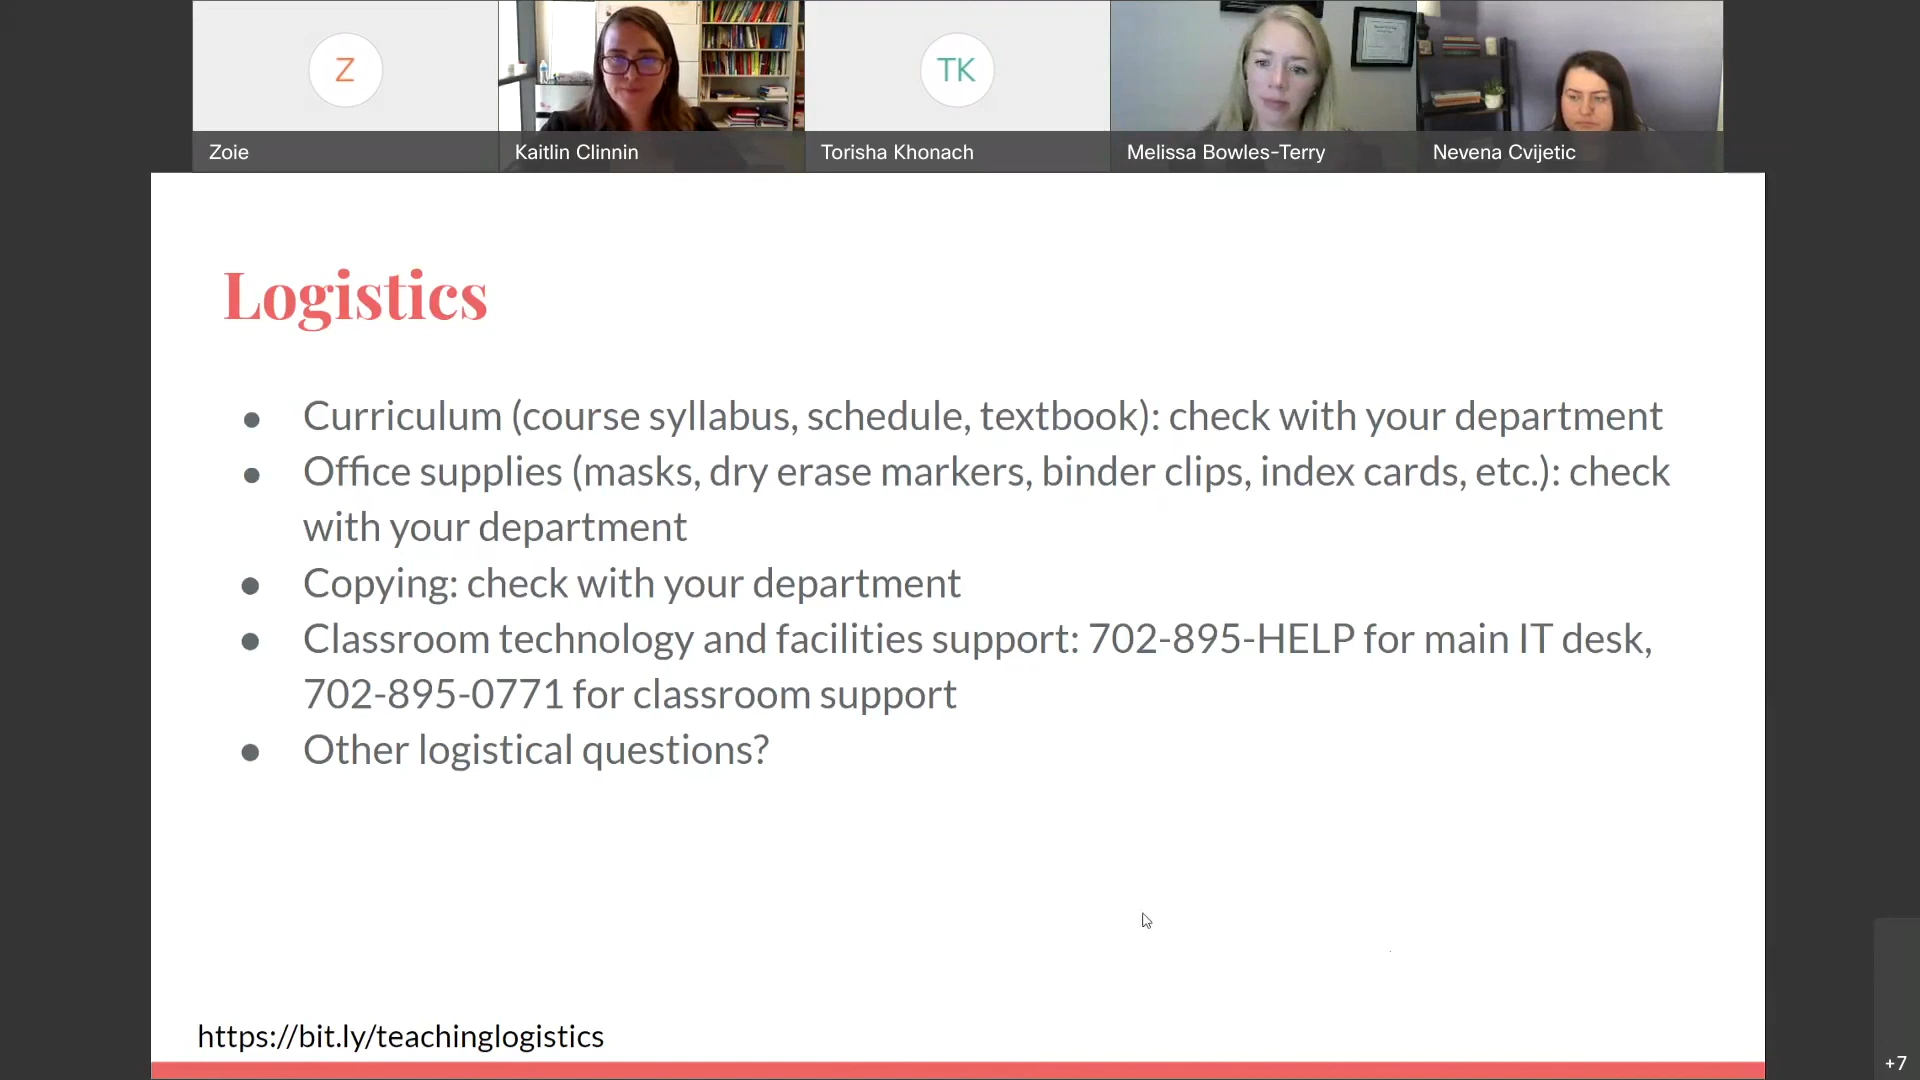 Z
TK
Zoie
Kaitlin Clinnin
Torisha Khonach
Melissa Bowles-Terry
Nevena Cvijetic
Logistics
● Curriculum (course syllabus, schedule, textbook): check with your department
● Office supplies (masks, dry erase markers, binder clips, index cards, etc.): check
with your department
● Copying: check with your department
● Classroom technology and facilities support: 702-895-HELP for main IT desk,
702-895-0771 for classroom support
● Other logistical questions?
https://bit.ly/teachinglogistics
+7